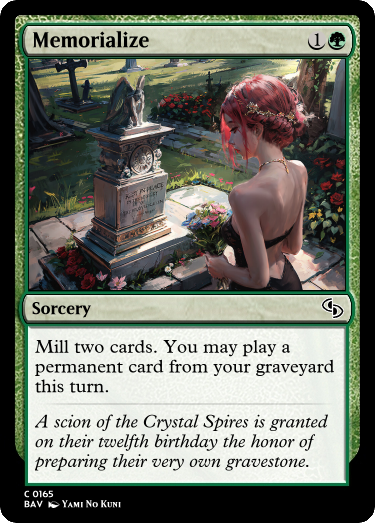 Memorialize 1
Sorcery
Mill two cards. You may play a
permanent card from your graveyard
this turn.
A scion of the Crystal Spires is granted
on their twelfth birthday the honor of
preparing their very own gravestone.
C 0165
BAV Yami No Kuni